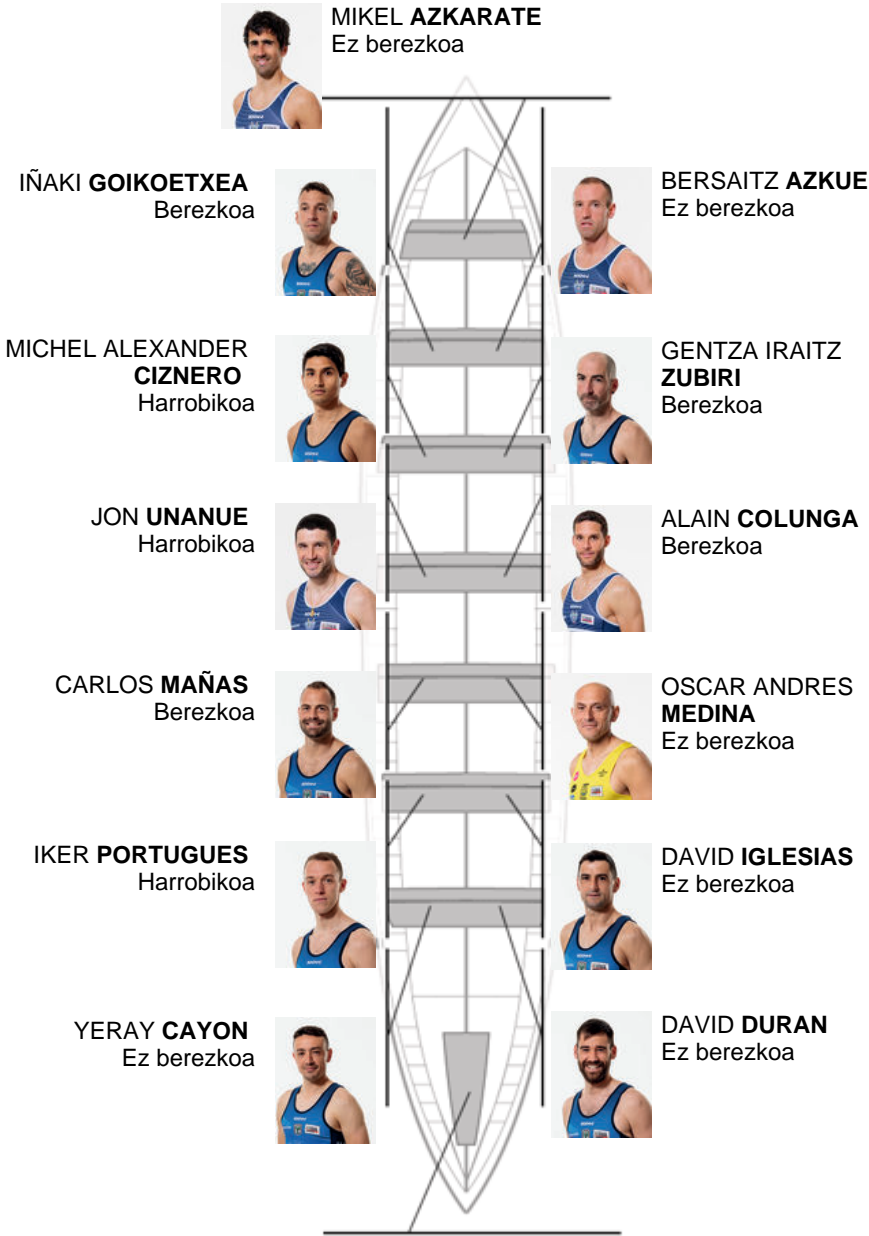 MIKEL AZKARATE
Ez berezkoa
IÑAKI GOIKOETXEA
Berezkoa
BERSAITZ AZKUE
Ez berezkoa
MICHEL ALEXANDER
CIZNERO
Harrobikoa
GENTZA IRAITZ
ZUBIRI
Berezkoa
JON UNANUE
Harrobikoa
ALAIN COLUNGA
Berezkoa
CARLOS MAÑAS
Berezkoa
OSCAR ANDRES
MEDINA
Ez berezkoa
IKER PORTUGUES
Harrobikoa
DAVID IGLESIAS
Ez berezkoa
YERAY CAYON
Ez berezkoa
DAVID DURAN
Ez berezkoa